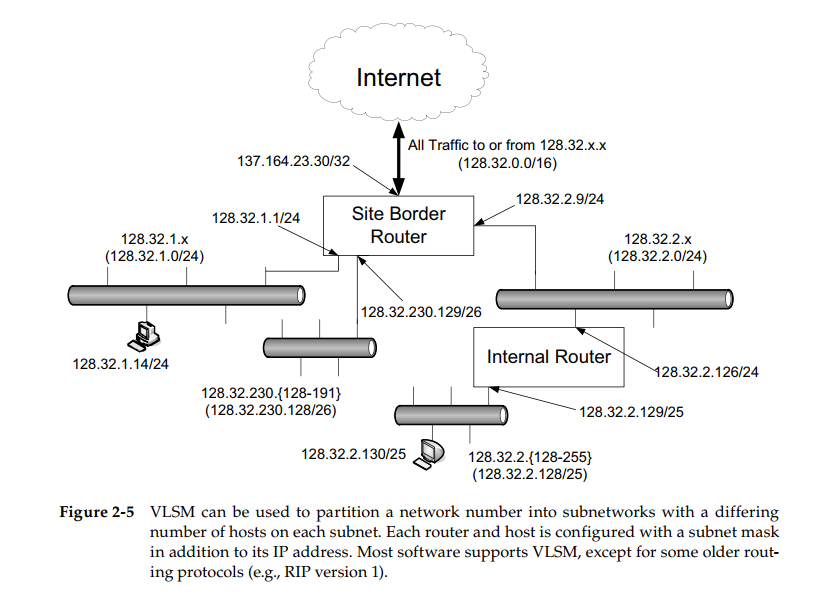 Internet
All Traffic to or from 128.32.x.x
(128.32.0.0/16)
137.164.23.30/32
128.32.2.9/24
128.32.1.1/24
Site Border
Router
128.32.1.x
(128.32.1.0/24)
128.32.2.x
(128.32.2.0/24)
128.32.230.129/26
128.32.1.14/24
Internal Router
128.32.2.126/24
128.32.230.{128-191}
(128.32.230.128/26)
128.32.2.129/25
128.32.2.130/25
128.32.2.{128-255}
(128.32.2.128/25)
Figure 2-5 VLSM can be used to partition a network number into subnetworks with a differing
number of hosts on each subnet. Each router and host is configured with a subnet mask
in addition to its IP address. Most software supports VLSM, except for some older rout-
ing protocols (e.g., RIP version 1).